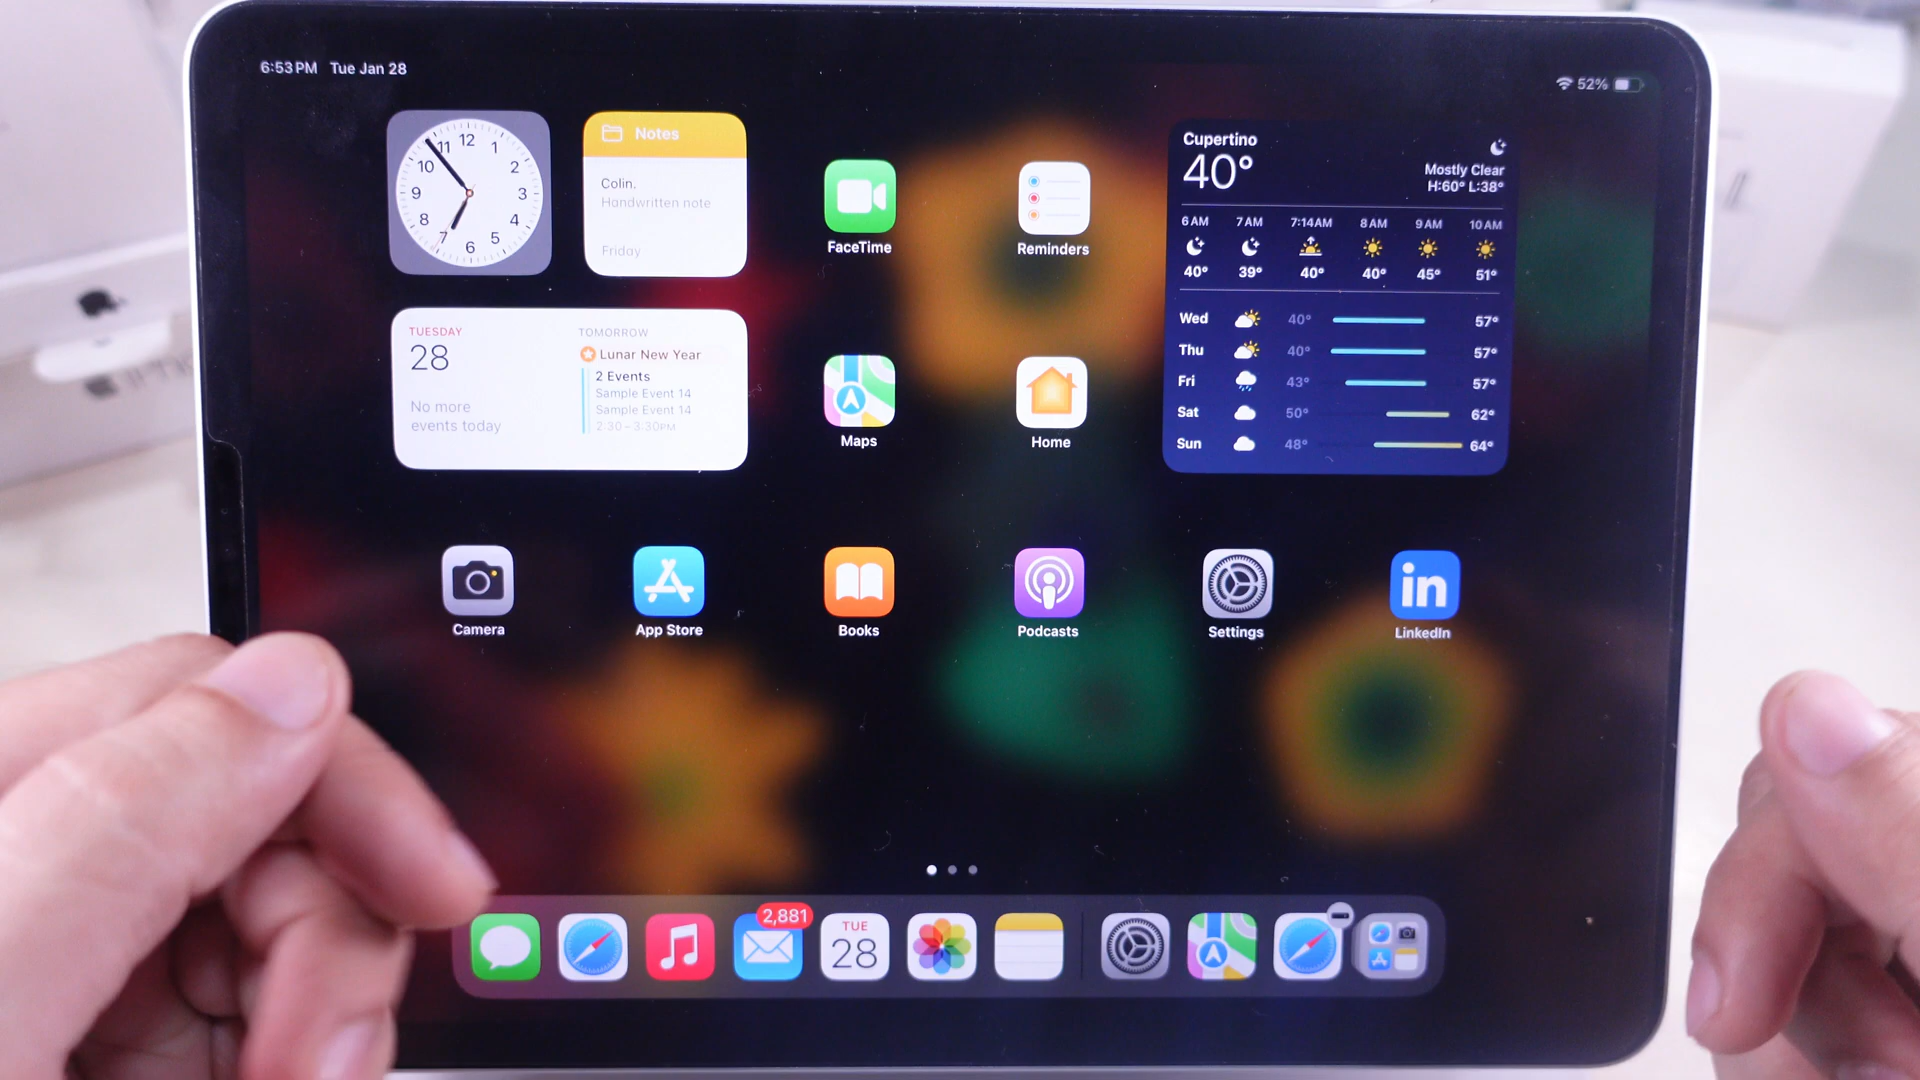 6:53 PM Tue Jan 28
52%
12
1
2
3
4
5
6
7
8
9
10
11
Notes
Colin.
Handwritten note
Friday
FaceTime
Reminders
Cupertino
40°
Mostly Clear
H:60° L:38°
6 AM 7 AM 7:14AM 8 AM 9 AM 10 AM
40° 39° 40° 40° 45° 51°
Wed 40° 57°
Thu 40° 57°
Fri 43° 57°
Sat 50° 62°
Sun 48° 64°
TUESDAY
28
No more
events today
TOMORROW
Lunar New Year
2 Events
Sample Event 14
Sample Event 14
2:30–3:30PM
Maps
Home
in
Camera
App Store
Books
Podcasts
Settings
LinkedIn
2,881
TUE
28